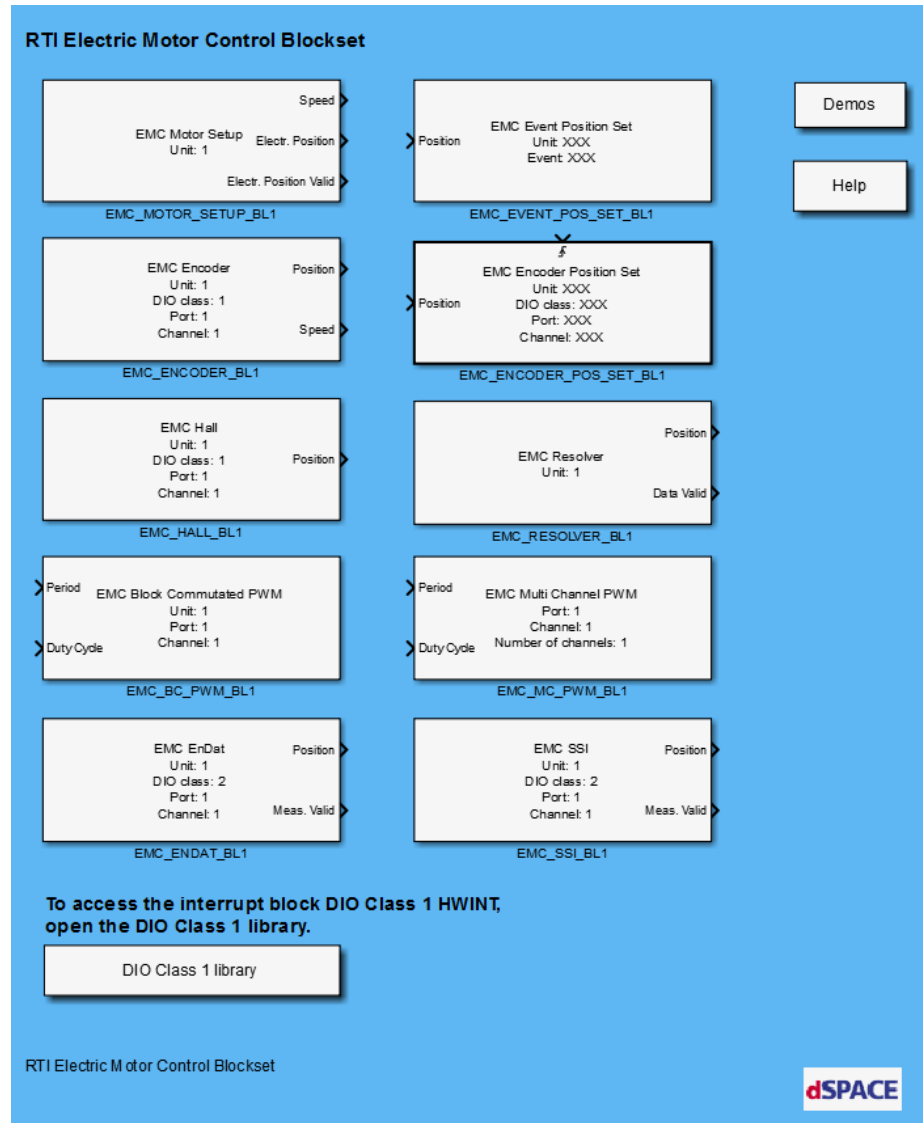 RTI Electric Motor Control Blockset
Speed
EMC Motor Setup
Unit: 1
Electr. Position
Electr. Position Valid
EMC_MOTOR_SETUP_BL1
Position
EMC Event Position Set
Unit: XXX
Event: XXX
EMC_EVENT_POS_SET_BL1
Demos
Help
EMC Encoder
Unit: 1
DIO class: 1
Port: 1
Channel: 1
Position
Speed
EMC_ENCODER_BL1
Position
EMC Encoder Position Set
Unit: XXX
DIO class: XXX
Port: XXX
Channel: XXX
EMC_ENCODER_POS_SET_BL1
EMC Hall
Unit: 1
DIO class: 1
Port: 1
Channel: 1
Position
EMC_HALL_BL1
EMC Resolver
Unit: 1
Position
Data Valid
EMC_RESOLVER_BL1
Period
Duty Cycle
EMC Block Commutated PWM
Unit: 1
Port: 1
Channel: 1
EMC_BC_PWM_BL1
Period
Duty Cycle
EMC Multi Channel PWM
Port: 1
Channel: 1
Number of channels: 1
EMC_MC_PWM_BL1
EMC EnDat
Unit: 1
DIO class: 2
Port: 1
Channel: 1
Position
Meas. Valid
EMC_ENDAT_BL1
EMC SSI
Unit: 1
DIO class: 2
Port: 1
Channel: 1
Position
Meas. Valid
EMC_SSI_BL1
To access the interrupt block DIO Class 1 HWINT,
open the DIO Class 1 library.
DIO Class 1 library
RTI Electric Motor Control Blockset
dSPACE